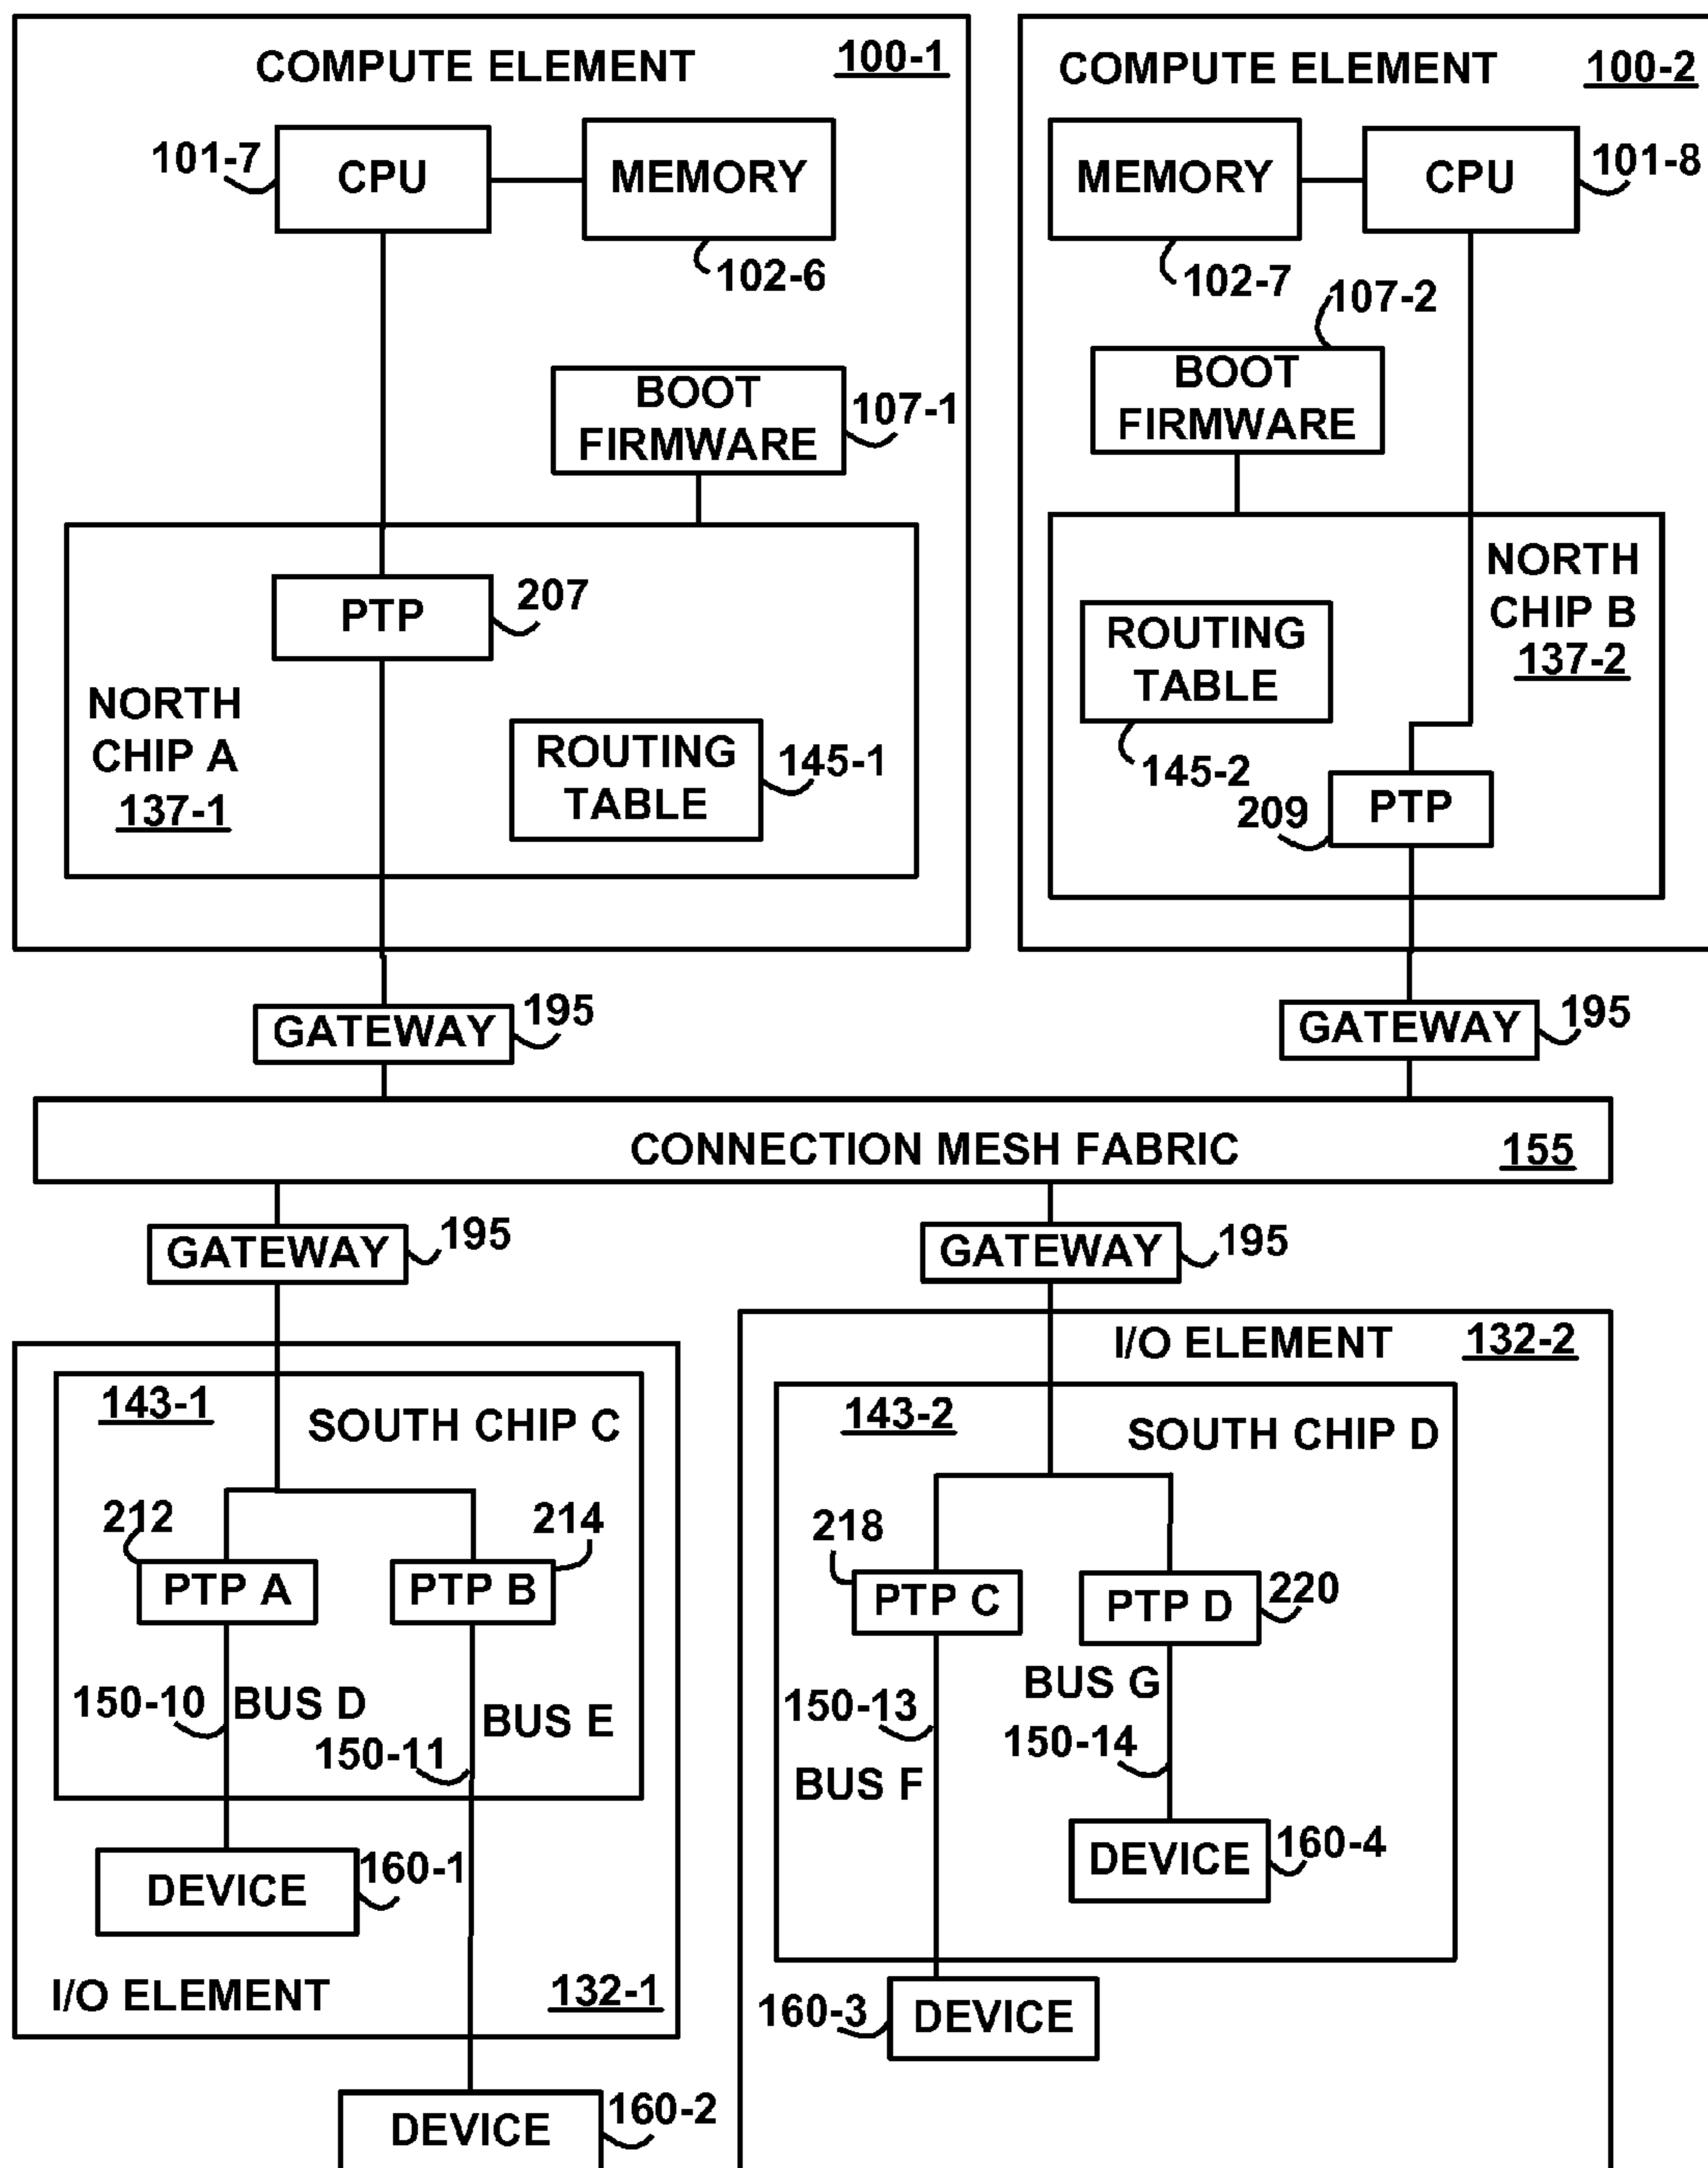 COMPUTE ELEMENT 100-1
101-7 CPU MEMORY
102-6
BOOT
FIRMWARE
107-1
PTP 207
NORTH
CHIP A
137-1
ROUTING
TABLE
145-1
COMPUTE ELEMENT 100-2
MEMORY CPU 101-8
102-7
107-2
BOOT
FIRMWARE
NORTH
CHIP B
137-2
ROUTING
TABLE
145-2
209 PTP
GATEWAY 195
GATEWAY 195
CONNECTION MESH FABRIC 155
GATEWAY 195
GATEWAY 195
143-1
SOUTH CHIP C
212
214
PTP A PTP B
150-10 BUS D
BUS E
150-11
DEVICE 160-1
I/O ELEMENT 132-1
DEVICE 160-2
I/O ELEMENT 132-2
143-2
SOUTH CHIP D
218
PTP C PTP D 220
BUS G
150-13
150-14
BUS F
DEVICE 160-4
160-3 DEVICE